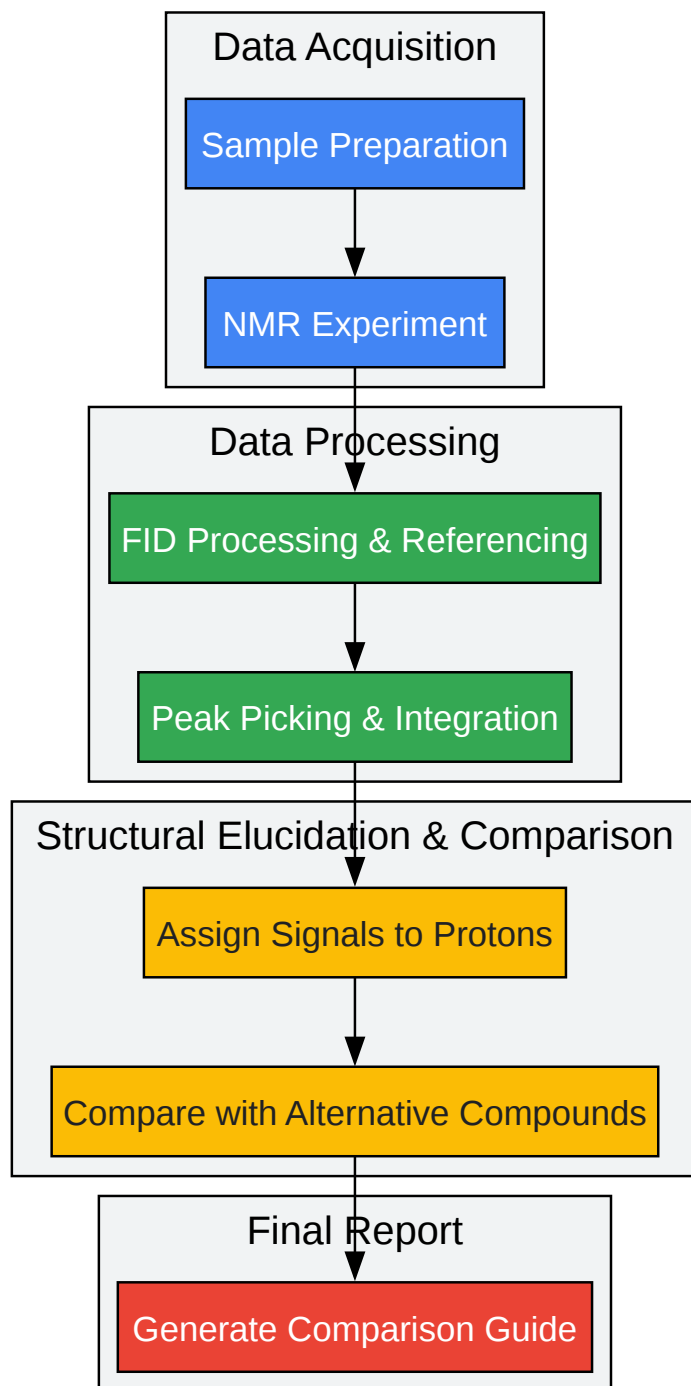 Data Acquisition
Sample Preparation
NMR Experiment
Data Processing
FID Processing & Referencing
Peak Picking & Integration
Structural Elucidation & Comparison
Assign Signals to Protons
Compare with Alternative Compounds
Final Report
Generate Comparison Guide